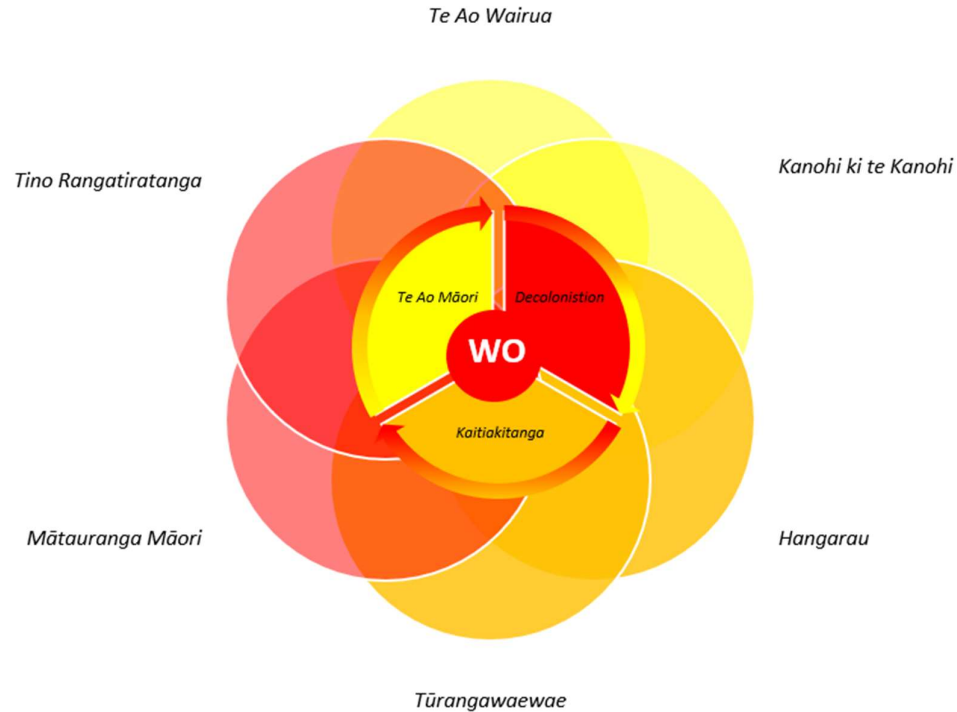 Te Ao Wairua
Tino Rangatiratanga
Kanohi ki te Kanohi
Te Ao Māori
Decolonistion
WO
Kaitiakitanga
Mātauranga Māori
Hangarau
Tūrangawaewae